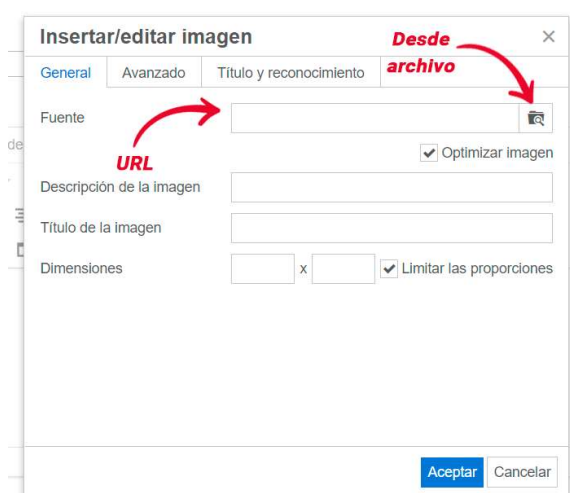 Insertar/editar imagen
Desde
archivo
General Avanzado Título y reconocimiento
Fuente
URL
Optimizar imagen
Descripción de la imagen
Título de la imagen
Dimensiones x Limitar las proporciones
Aceptar Cancelar
de